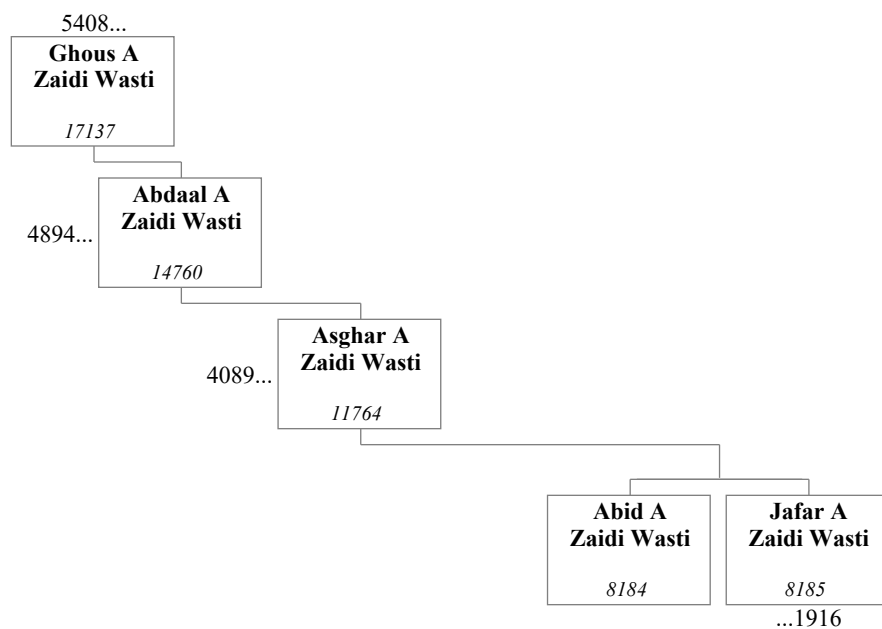 5408...
Ghous A
Zaidi Wasti
17137
Abdaal A
Zaidi Wasti
4894...
14760
Asghar A
Zaidi Wasti
4089...
11764
Abid A
Zaidi Wasti
8184
Jafar A
Zaidi Wasti
8185
...1916